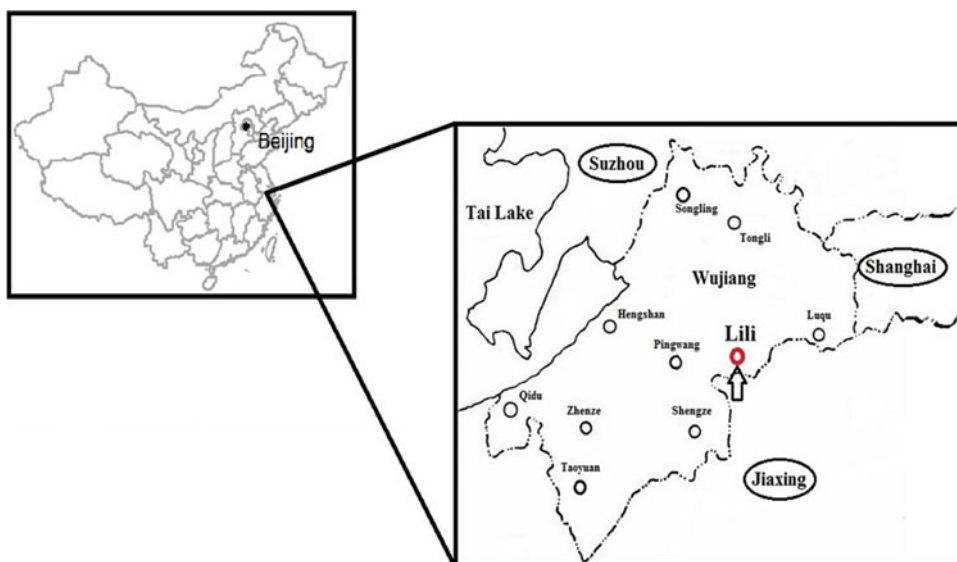 Beijing
Suzhou
Songling
Tai Lake
Tongli
Shanghai
Wujiang
Hengshan
Luqu
Lili
Pingwang
Qidu
Zhenze
Shengze
Taoyuan
Jiaxing